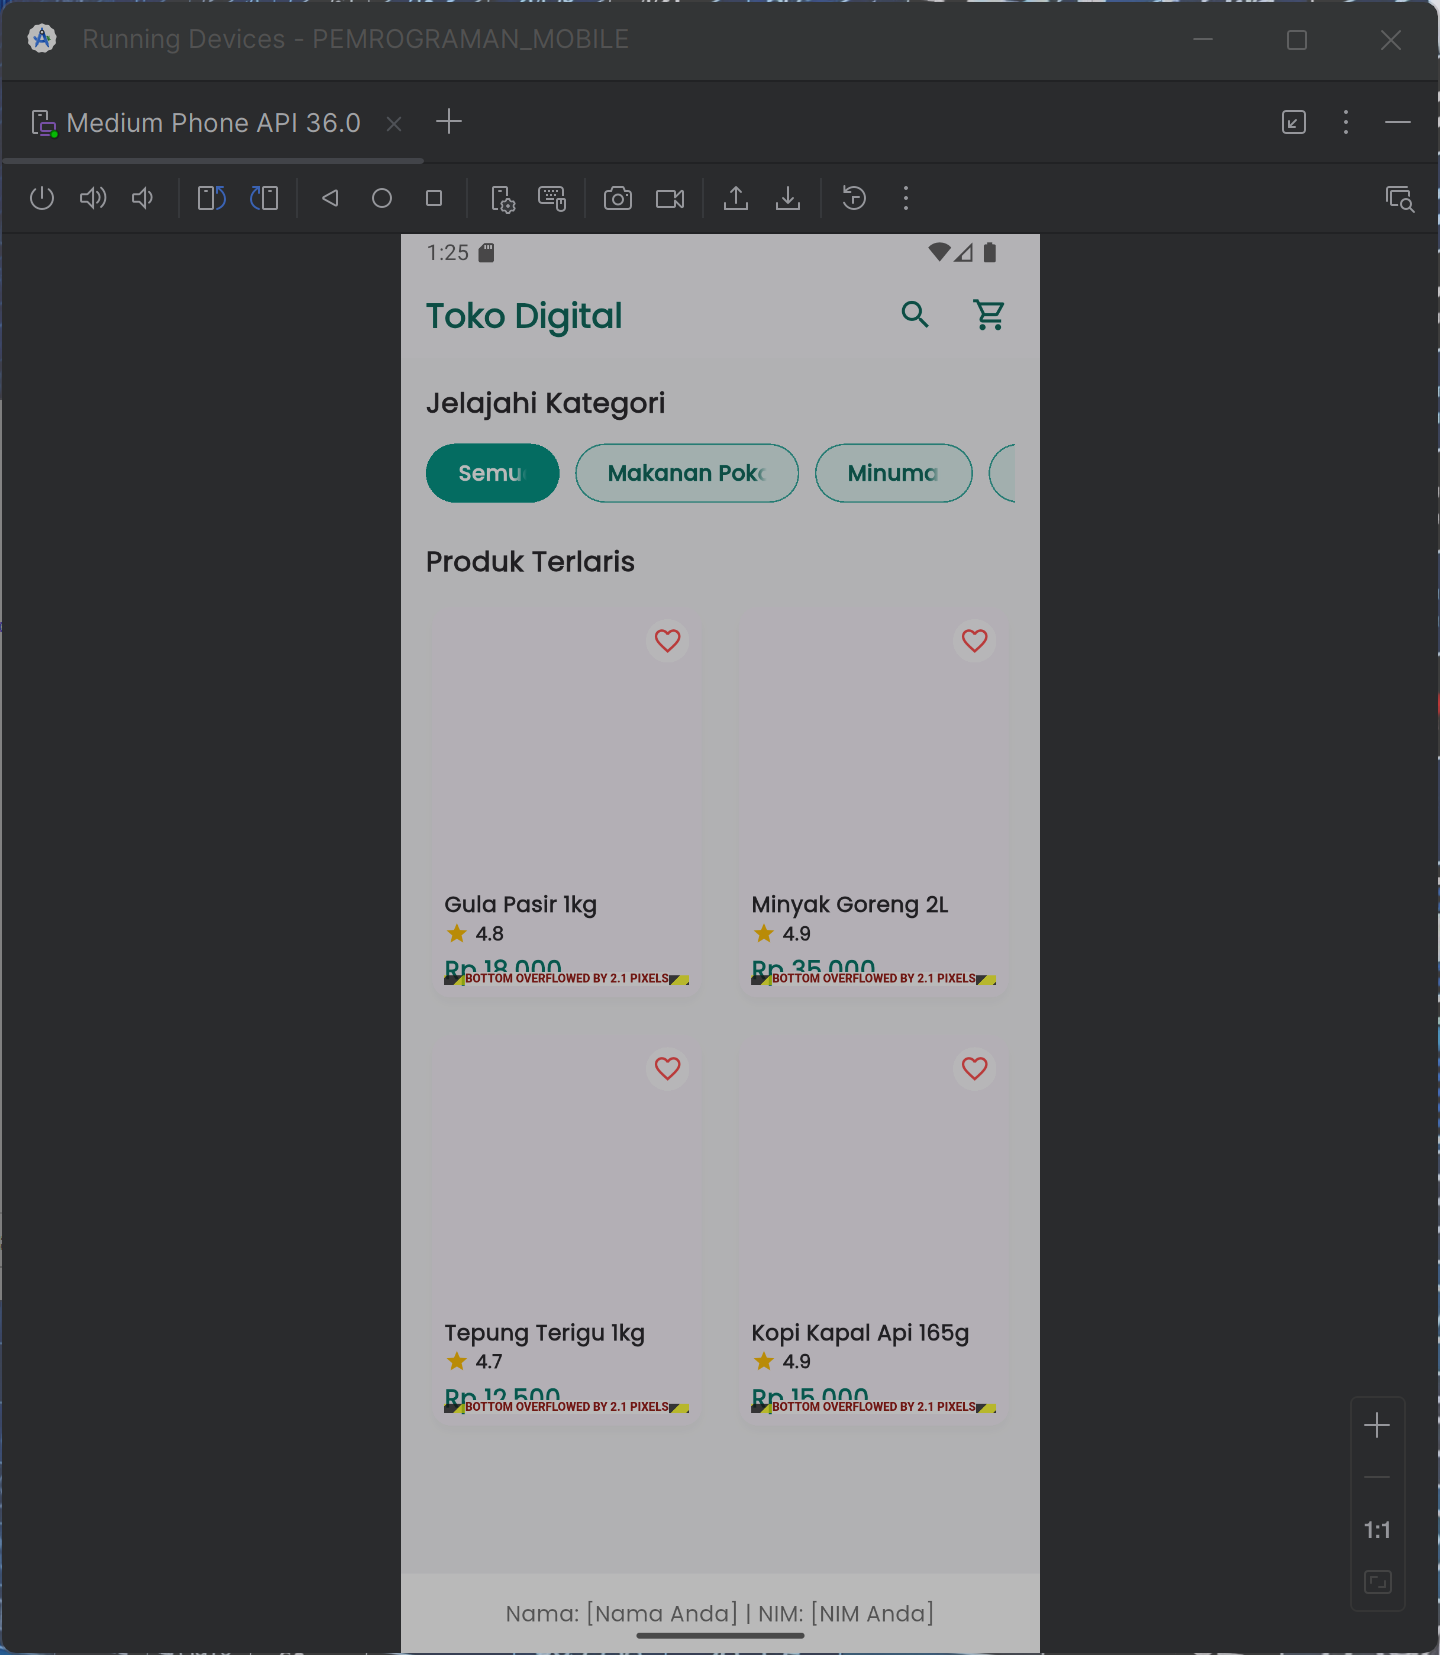 Running Devices - PEMROGRAMAN_MOBILE
Medium Phone API 36.0
1:25
Toko Digital
Jelajahi Kategori
Semu Makanan Pok Minuma
Produk Terlaris
Gula Pasir 1kg
4.8
Rp 18.000
BOTTOM OVERFLOWED BY 2.1 PIXELS
Minyak Goreng 2L
4.9
Rp 35.000
BOTTOM OVERFLOWED BY 2.1 PIXELS
Tepung Terigu 1kg
4.7
Rp 12.500
BOTTOM OVERFLOWED BY 2.1 PIXELS
Kopi Kapal Api 165g
4.9
Rp 15.000
BOTTOM OVERFLOWED BY 2.1 PIXELS
1:1
Nama: [Nama Anda] | NIM: [NIM Anda]